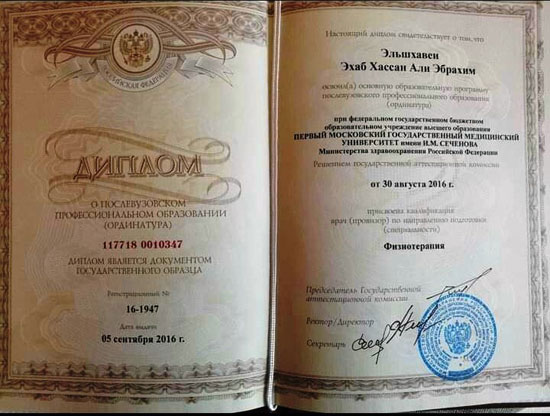 РОССИЙСКАЯ ФЕДЕРАЦИЯ
ДИПЛОМ
О ПОСЛЕВУЗОВСКОМ
ПРОФЕССИОНАЛЬНОМ ОБРАЗОВАНИИ
(ОРДИНАТУРА)
117718 0010347
ДИПЛОМ ЯВЛЯЕТСЯ ДОКУМЕНТОМ
ГОСУДАРСТВЕННОГО ОБРАЗЦА
Регистрационный №
16-1947
Дата выдачи
05 сентября 2016 г.
Настоящий диплом свидетельствует о том, что
Эльшхавеи
Эхаб Хассан Али Эбрахим
освоил(а) основную образовательную программу
послевузовского профессионального образования
(ординатура)
при федеральном государственном бюджетном
образовательном учреждение высшего образования
ПЕРВЫЙ МОСКОВСКИЙ ГОСУДАРСТВЕННЫЙ МЕДИЦИНСКИЙ
УНИВЕРСИТЕТ имени И.М. СЕЧЕНОВА
Министерства здравоохранения Российской Федерации
Решением государственной аттестационной комиссии
от 30 августа 2016 г.
присвоена квалификация
врач (провизор) по направлению подготовки
(специальности)
Физиотерапия
Председатель Государственной
аттестационной комиссии
Ректор/Директор
Секретарь